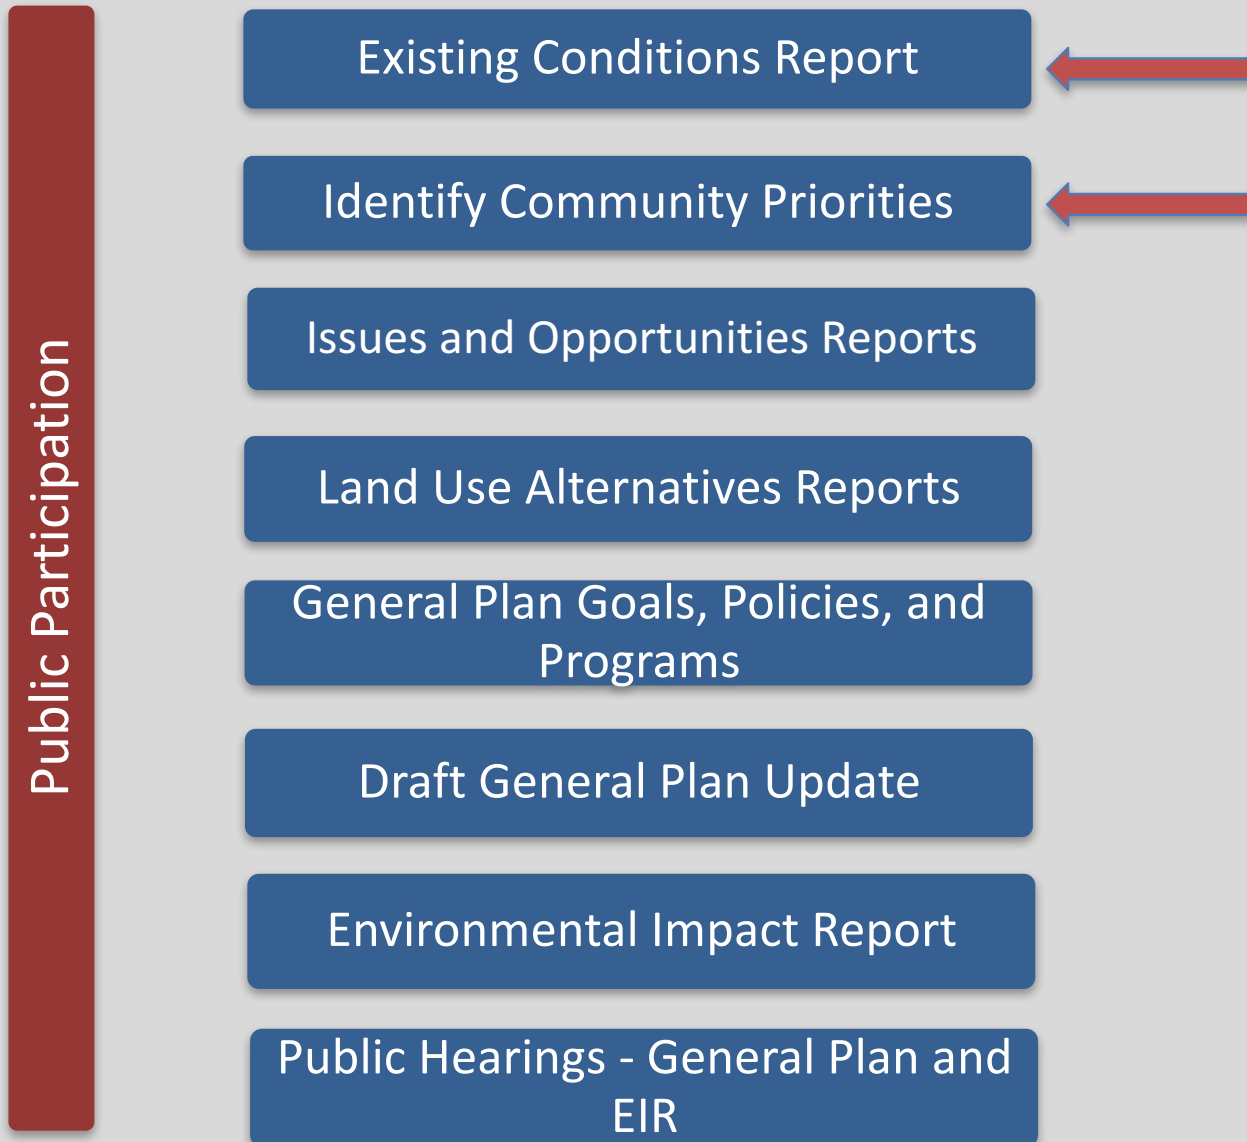 Public Participation
Existing Conditions Report
Identify Community Priorities
Issues and Opportunities Reports
Land Use Alternatives Reports
General Plan Goals, Policies, and
Programs
Draft General Plan Update
Environmental Impact Report
Public Hearings - General Plan and
EIR